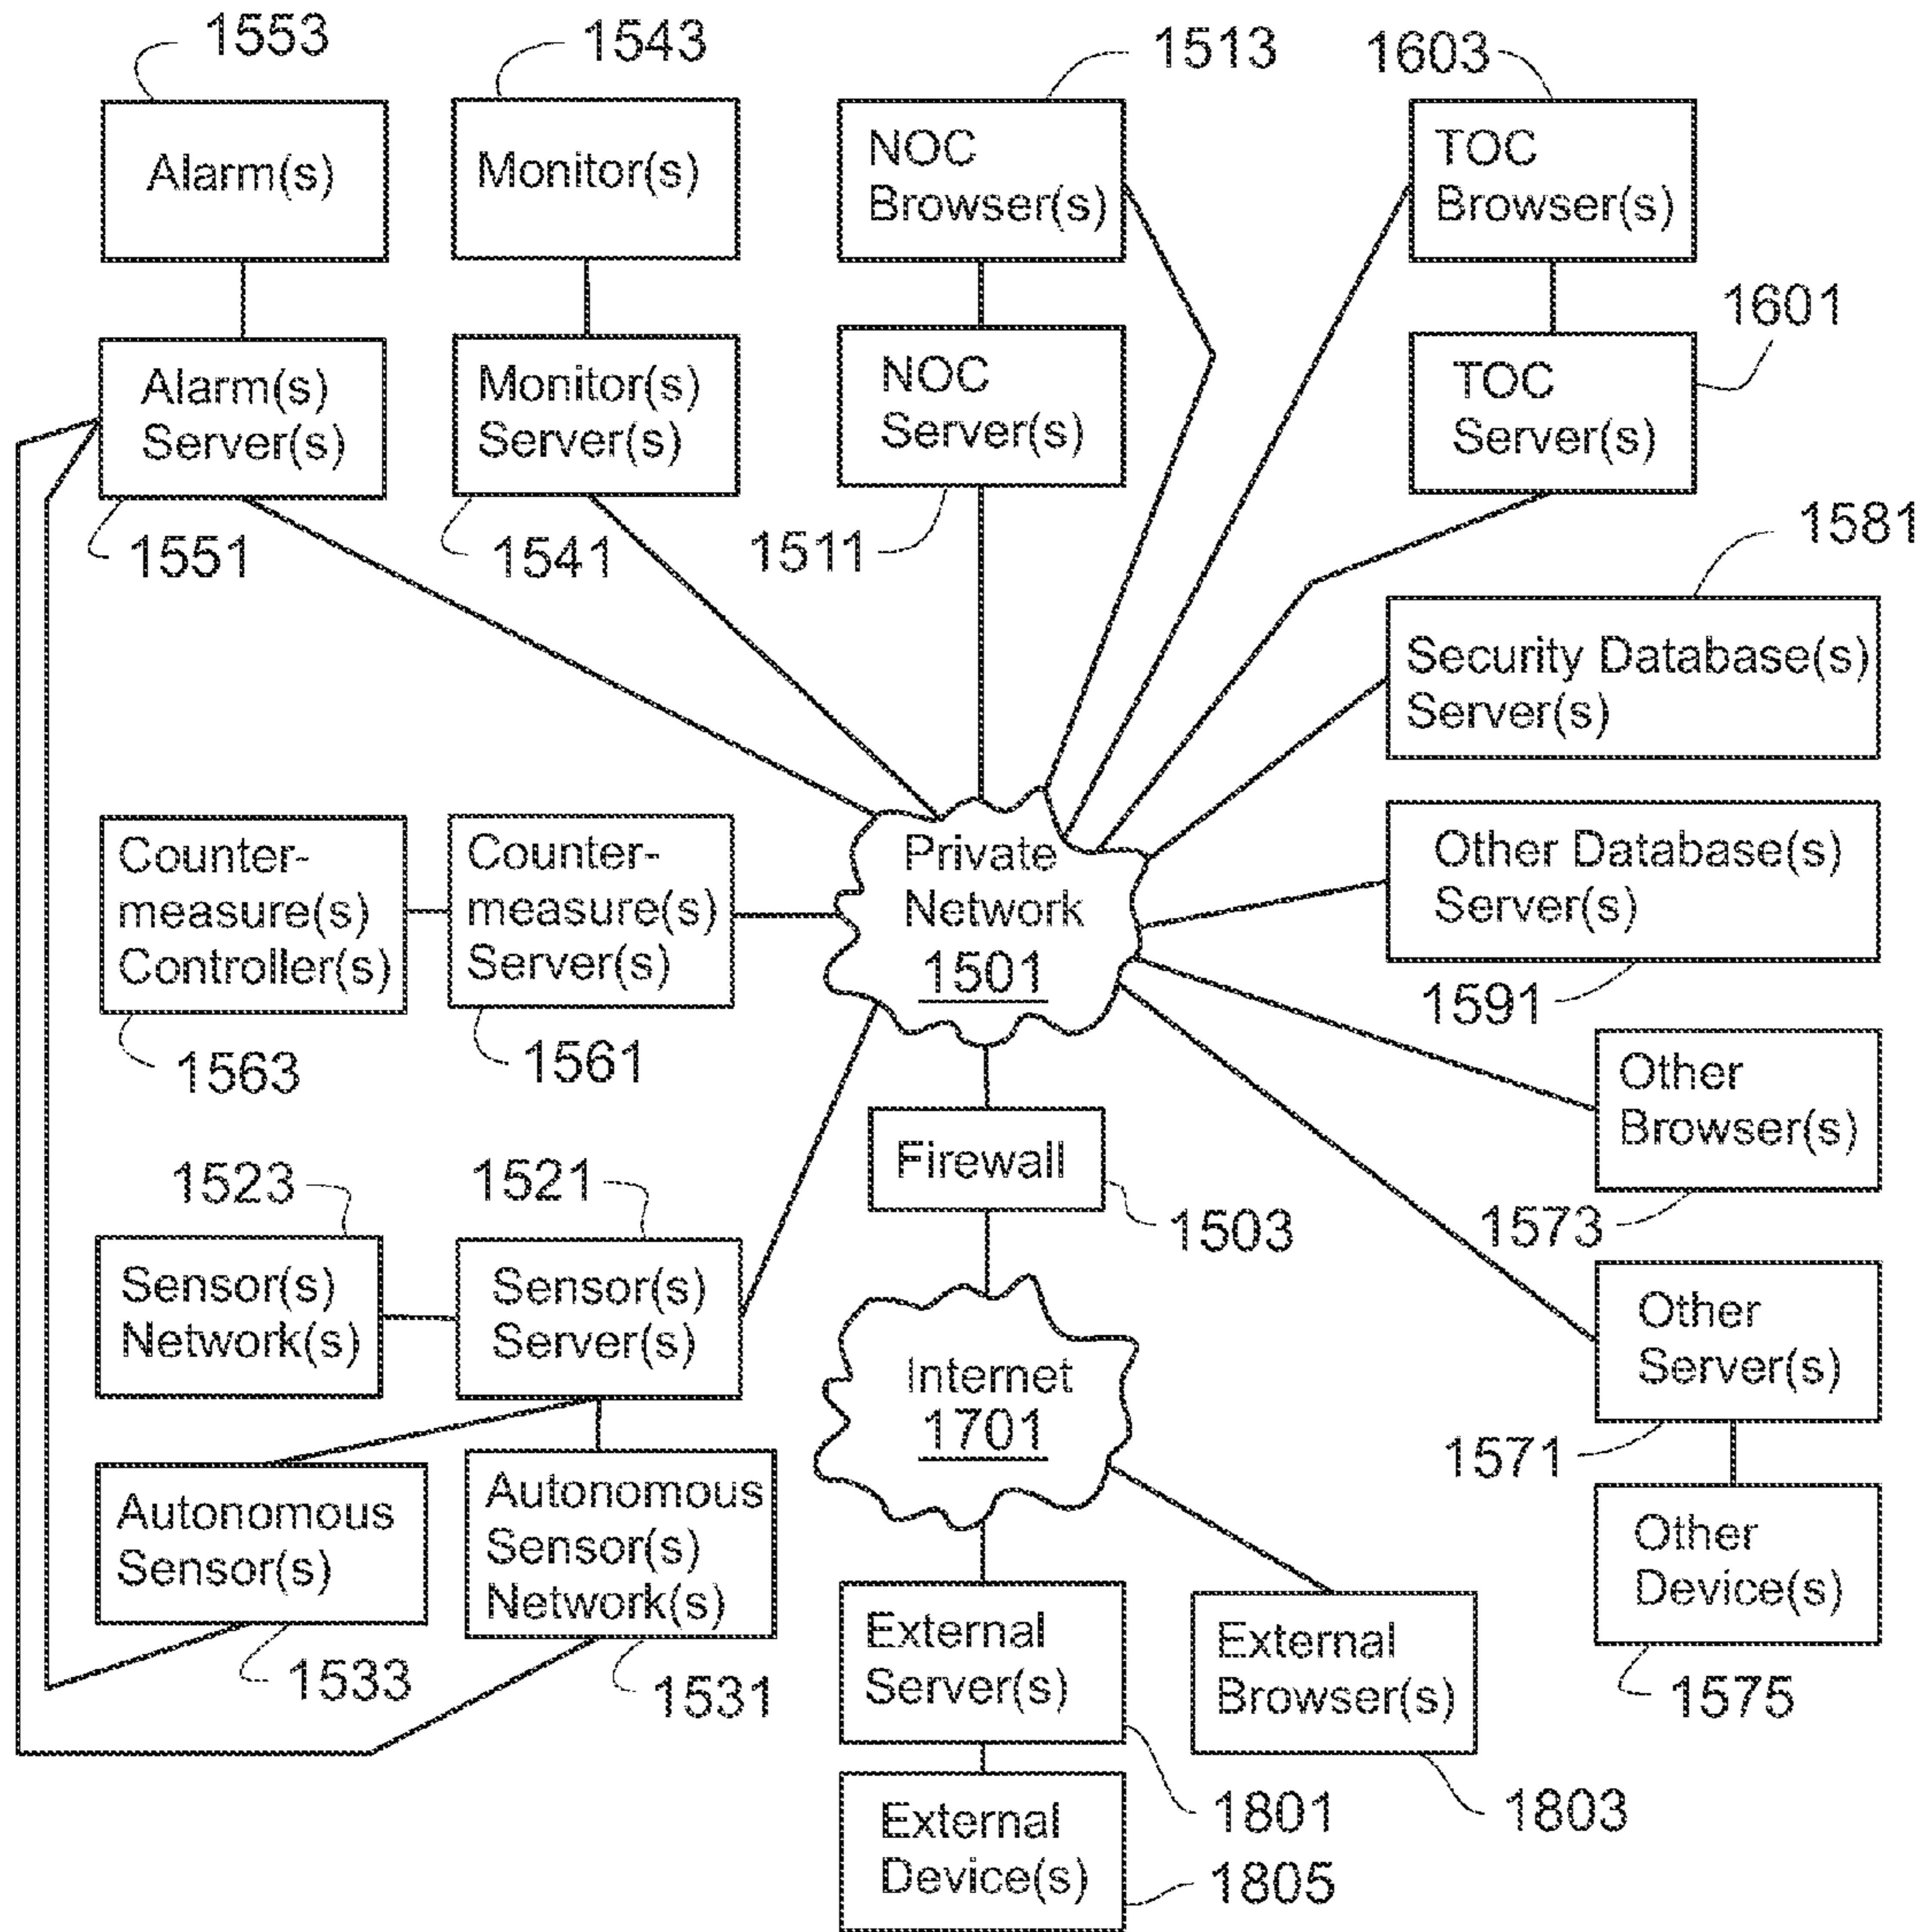 1553
1543
1513
1603
Alarm(s)
Monitor(s)
NOC
Browser(s)
TOC
Browser(s)
1601
Alarm(s)
Server(s)
Monitor(s)
Server(s)
NOC
Server(s)
TOC
Server(s)
1551
1541
1511
1581
Security Database(s)
Server(s)
Counter-
measure(s)
Controller(s)
Counter-
measure(s)
Server(s)
Private
Network
1501
Other Database(s)
Server(s)
1591
1563
1561
Other
Browser(s)
1573
Firewall
1503
1523
1521
Sensor(s)
Network(s)
Sensor(s)
Server(s)
Other
Server(s)
1571
Internet
1701
Autonomous
Sensor(s)
Autonomous
Sensor(s)
Network(s)
Other
Device(s)
1575
1533
1531
External
Server(s)
External
Browser(s)
1801
1803
External
Device(s)
1805